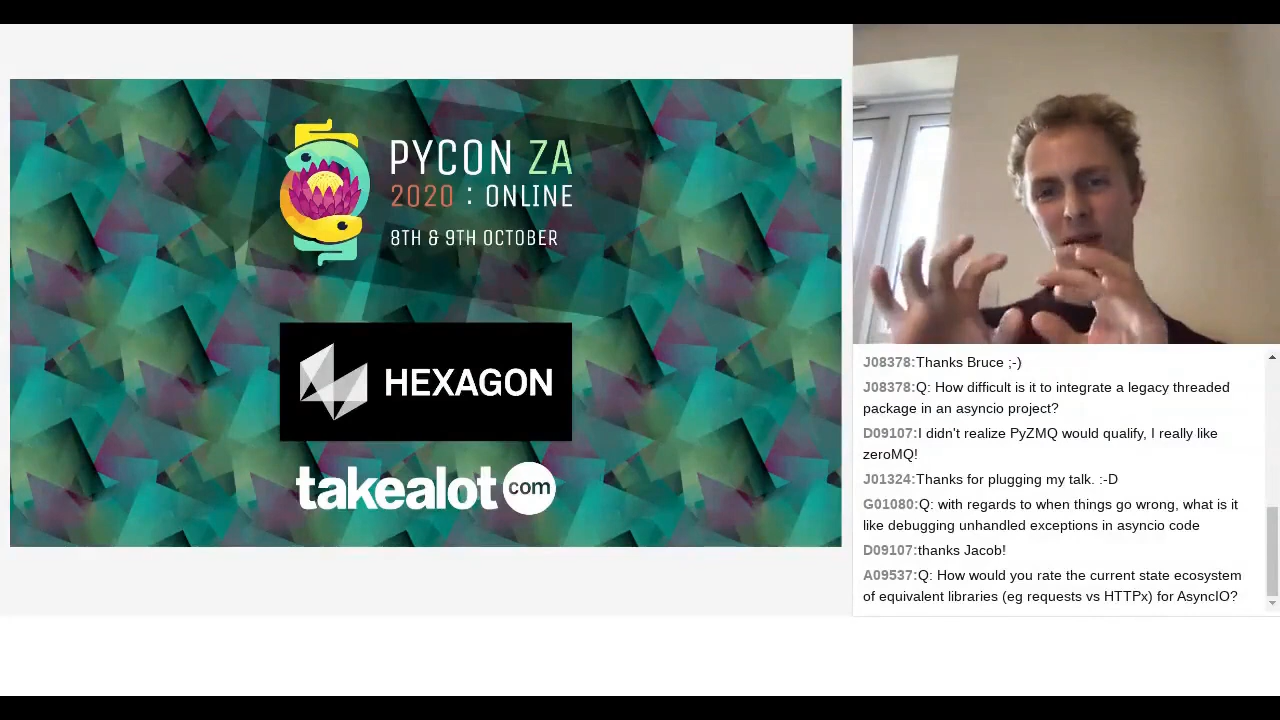 PYCON ZA
2020 : ONLINE
8TH & 9TH OCTOBER
HEXAGON
takealot com
J08378:Thanks Bruce ;-)
J08378:Q: How difficult is it to integrate a legacy threaded
package in an asyncio project?
D09107:I didn't realize PyZMQ would qualify, I really like
zeroMQ!
J01324:Thanks for plugging my talk. :-D
G01080:Q: with regards to when things go wrong, what is it
like debugging unhandled exceptions in asyncio code
D09107:thanks Jacob!
A09537:Q: How would you rate the current state ecosystem
of equivalent libraries (eg requests vs HTTPx) for AsyncIO?